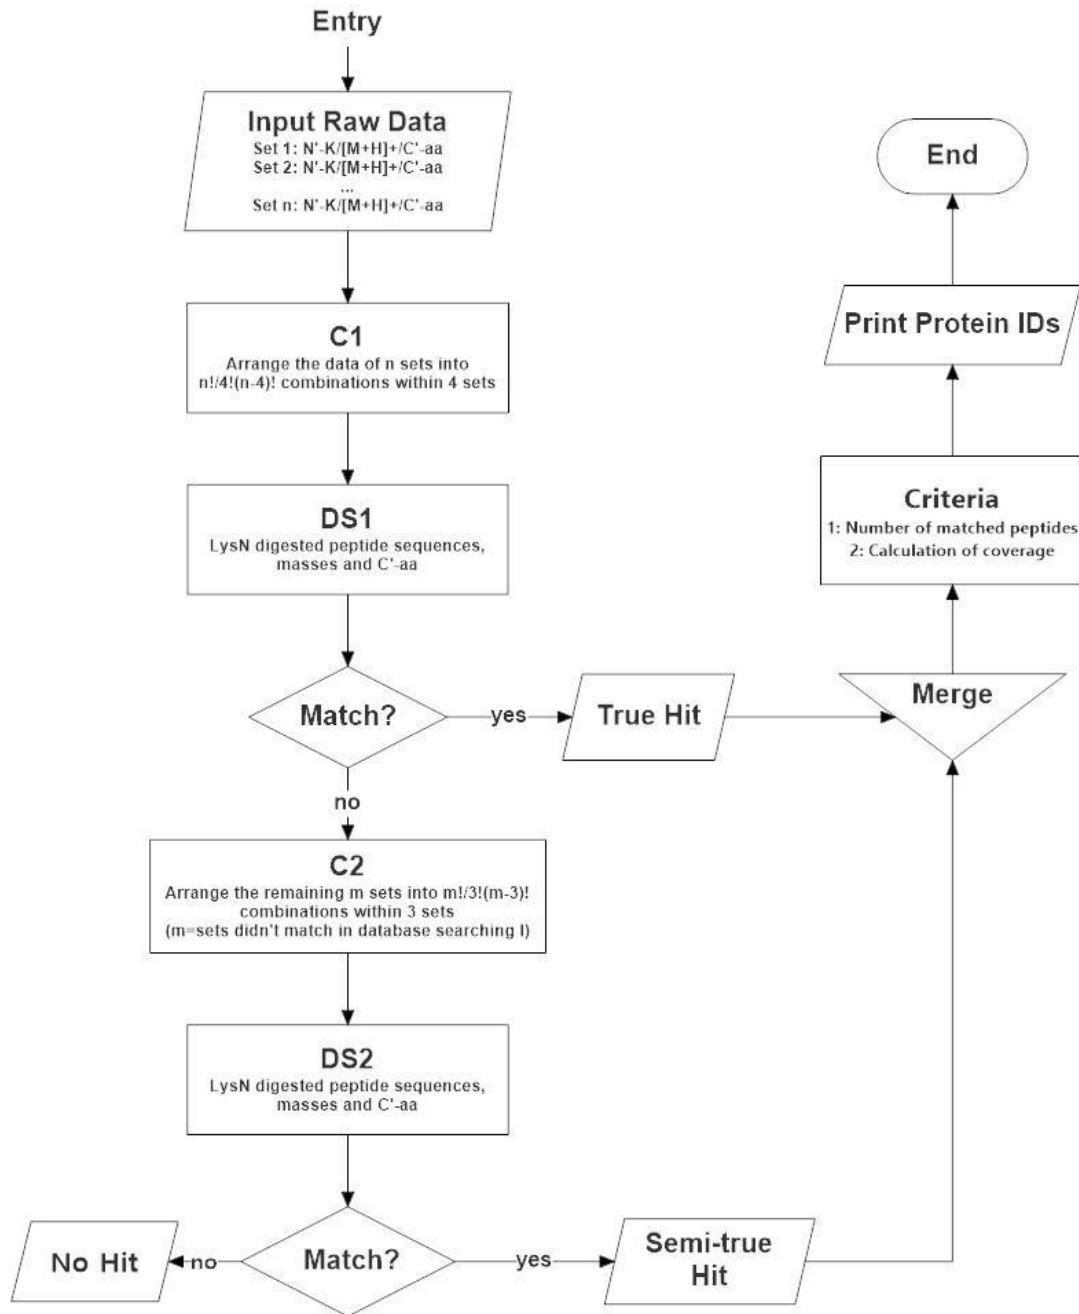 Entry
Input Raw Data
Set 1: N'-K/[M+H]+/C'-aa
Set 2: N'-K/[M+H]+/C'-aa
...
Set n: N'-K/[M+H]+/C'-aa
C1
Arrange the data of n sets into
n!/4!(n-4)! combinations within 4 sets
DS1
LysN digested peptide sequences,
masses and C'-aa
Match?
yes
True Hit
no
C2
Arrange the remaining m sets into m!/3!(m-3)!
combinations within 3 sets
(m=sets didn't match in database searching I)
DS2
LysN digested peptide sequences,
masses and C'-aa
Match?
no
No Hit
yes
Semi-true
Hit
Merge
Criteria
1: Number of matched peptides
2: Calculation of coverage
Print Protein IDs
End